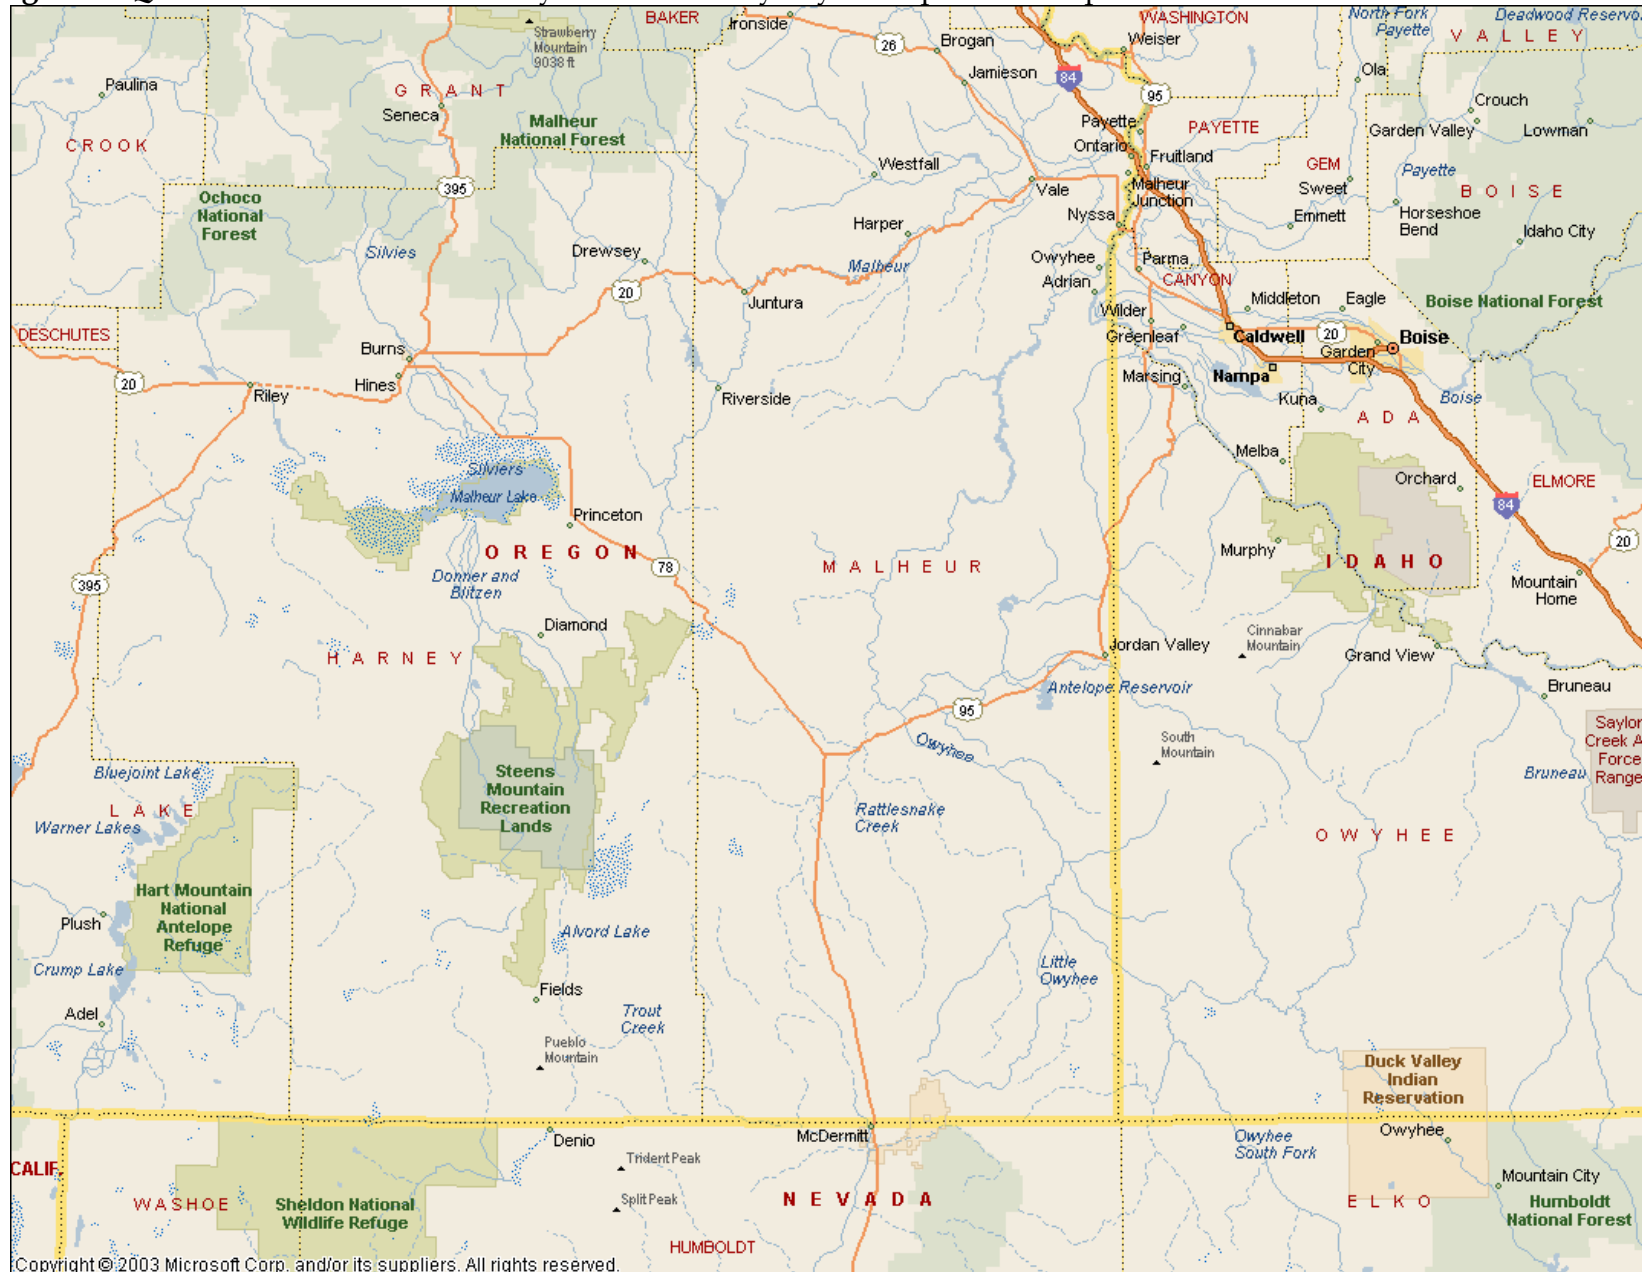 BAKER
Ironside
WASHINGTON
North Fork
Payette
Deadwood Reservo
VALLEY
Strawberry
Mountain
9038 ft
26
Brogan
Weiser
Paulina
GRANT
Jamieson
84
Ola
95
Crouch
Seneca
Malheur
National Forest
Payette
PAYETTE
Garden Valley
Lowman
CROOK
Ontario
Fruitland
Westfall
GEM
Payette
395
Vale
Malheur
Junction
Sweet
BOISE
Ochoco
National
Forest
Nyssa
Emmett
Horseshoe
Bend
Harper
Idaho City
Silvies
Drewsey
Malheur
Owyhee
Parma
Adrian
CANYON
20
Juntura
Middleton
Eagle
Boise National Forest
Wilder
DESCHUTES
Greenleaf
Caldwell
20
Boise
Burns
Garden
City
20
Hines
Marsing
Nampa
Riley
Riverside
Kuna
Boise
ADA
Melba
Silviers
Malheur Lake
Orchard
ELMORE
84
Princeton
20
OREGON
Murphy
IDAHO
78
MALHEUR
395
Donner and
Blitzen
Mountain
Home
Diamond
Cinnabar
Mountain
HARNEY
Jordan Valley
Grand View
Antelope Reservoir
Bruneau
95
Saylor
Creek A
Force
Range
Owyhee
South
Mountain
Bluejoint Lake
Steens
Mountain
Recreation
Lands
Bruneau
LAKE
Rattlesnake
Creek
Warner Lakes
OWYHEE
Hart Mountain
National
Antelope
Refuge
Plush
Alvord Lake
Crump Lake
Little
Owyhee
Fields
Adel
Trout
Creek
Pueblo
Mountain
Duck Valley
Indian
Reservation
McDermitt
Denio
Owyhee
Owyhee
South Fork
CALIF.
Trident Peak
Mountain City
WASHOE
Sheldon National
Wildlife Refuge
Split Peak
NEVADA
ELKO
Humboldt
National Forest
HUMBOLDT
Copyright © 2003 Microsoft Corp. and/or its suppliers. All rights reserved.